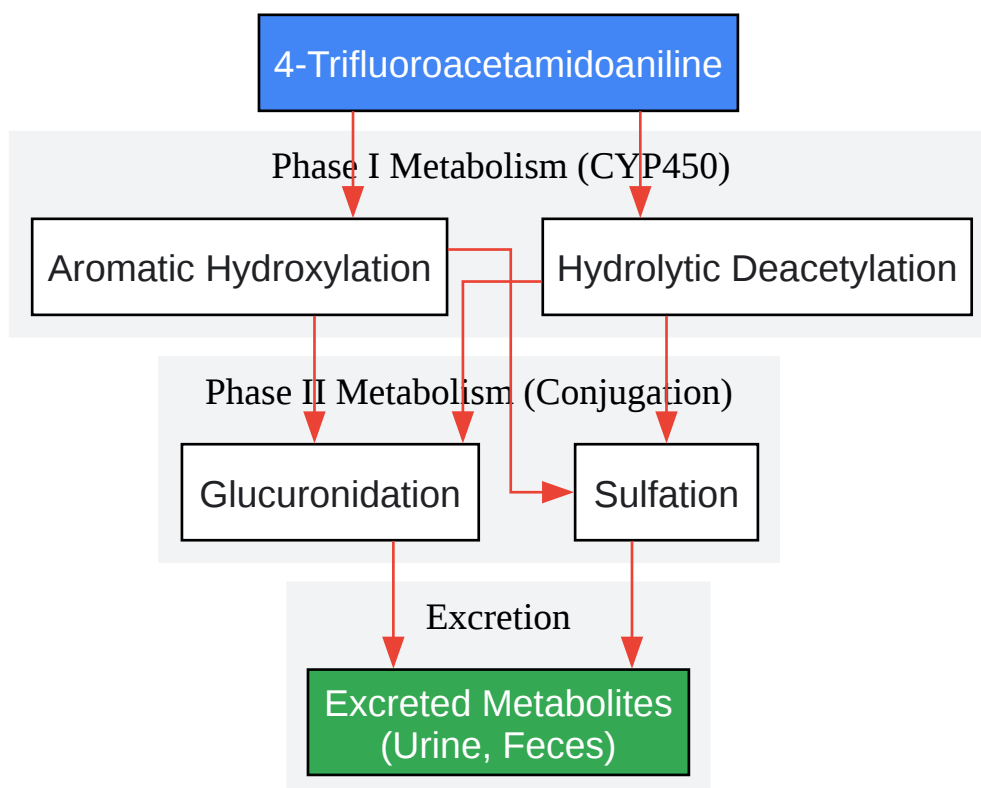 4-Trifluoroacetamidoaniline
Phase I Metabolism (CYP450)
Aromatic Hydroxylation
Hydrolytic Deacetylation
Phase II Metabolism (Conjugation)
Glucuronidation
Sulfation
Excretion
Excreted Metabolites
(Urine, Feces)